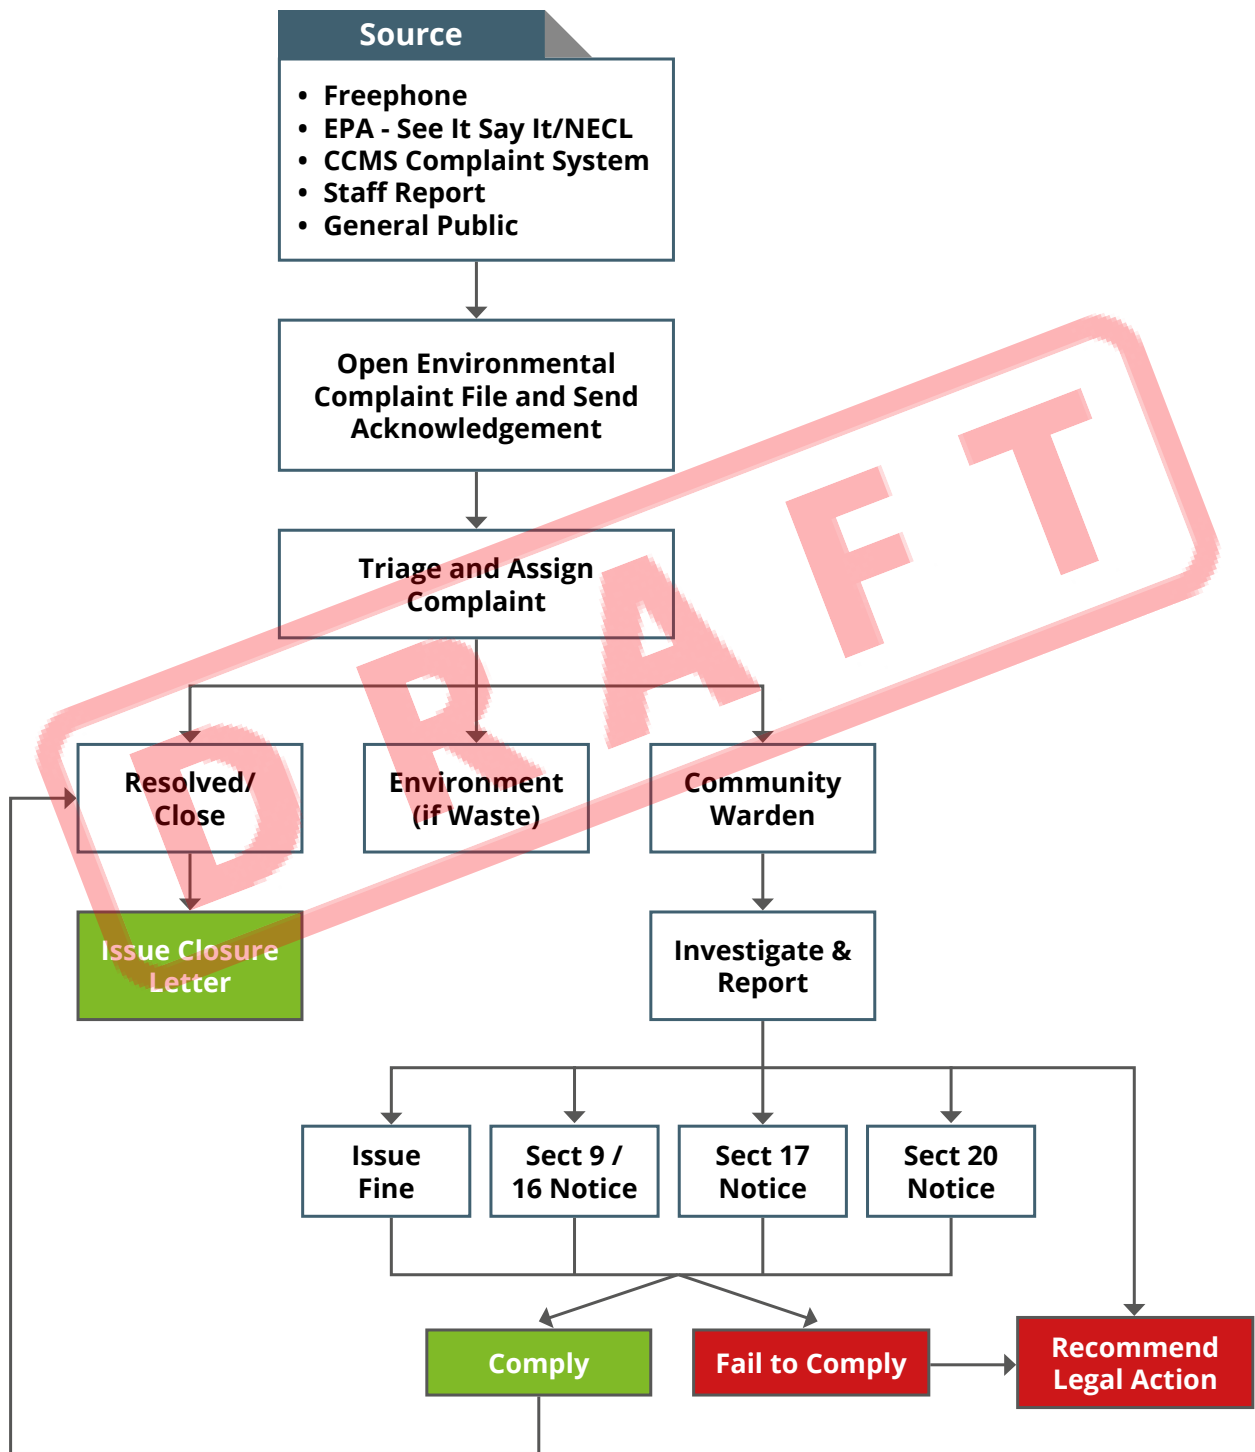 Source
• Freephone
• EPA - See It Say It/NECL
• CCMS Complaint System
• Staff Report
• General Public
Open Environmental
Complaint File and Send
Acknowledgement
Triage and Assign
Complaint
Resolved/
Close
Environment
(if Waste)
Community
Warden
Issue Closure
Letter
Investigate &
Report
Issue
Fine
Sect 9 /
16 Notice
Sect 17
Notice
Sect 20
Notice
Comply
Fail to Comply
Recommend
Legal Action
DRAFT